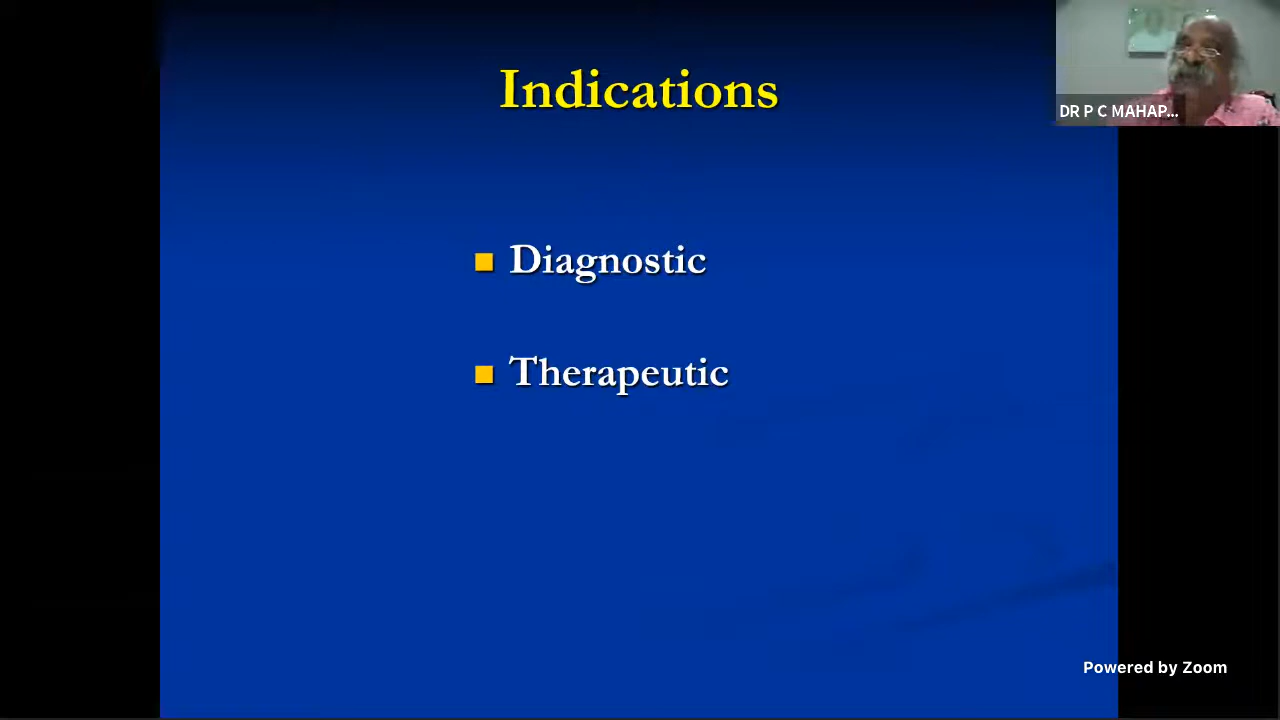 Indications
DR P C MAHAP...
Diagnostic
Therapeutic
Powered by Zoom